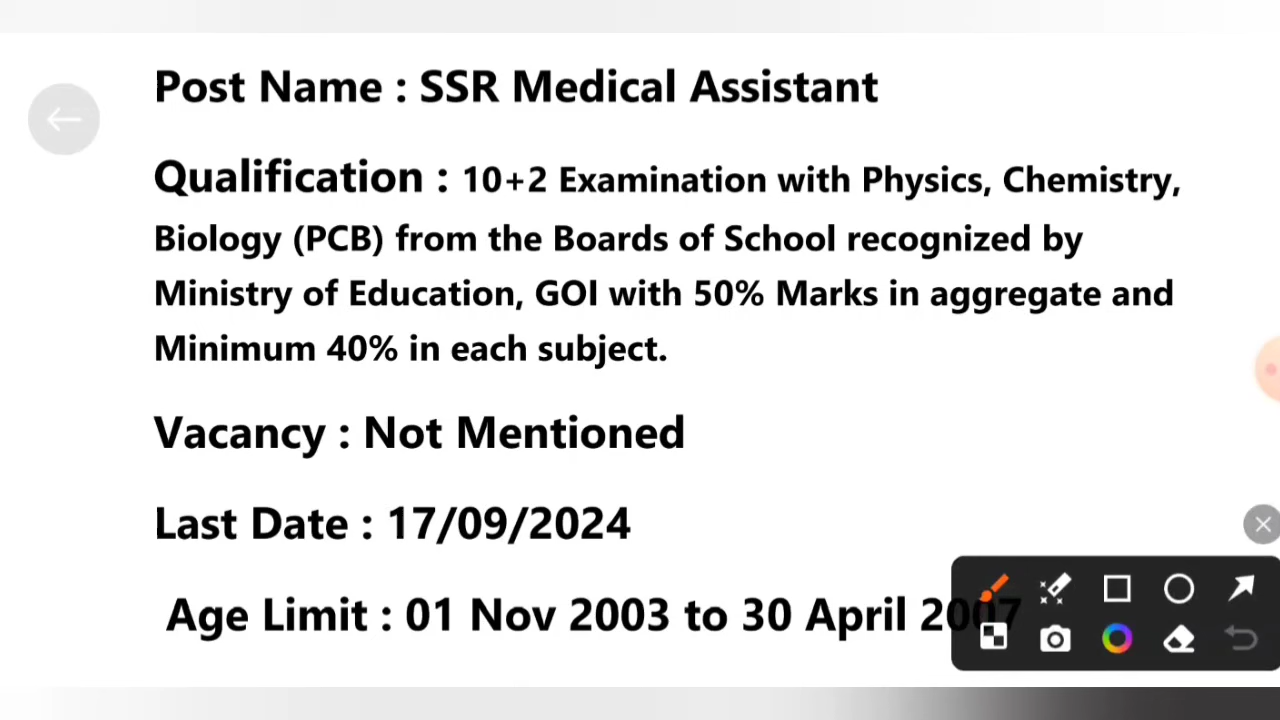 Post Name : SSR Medical Assistant
Qualification : 10+2 Examination with Physics, Chemistry,
Biology (PCB) from the Boards of School recognized by
Ministry of Education, GOI with 50% Marks in aggregate and
Minimum 40% in each subject.
Vacancy : Not Mentioned
Last Date : 17/09/2024
Age Limit : 01 Nov 2003 to 30 April 2007